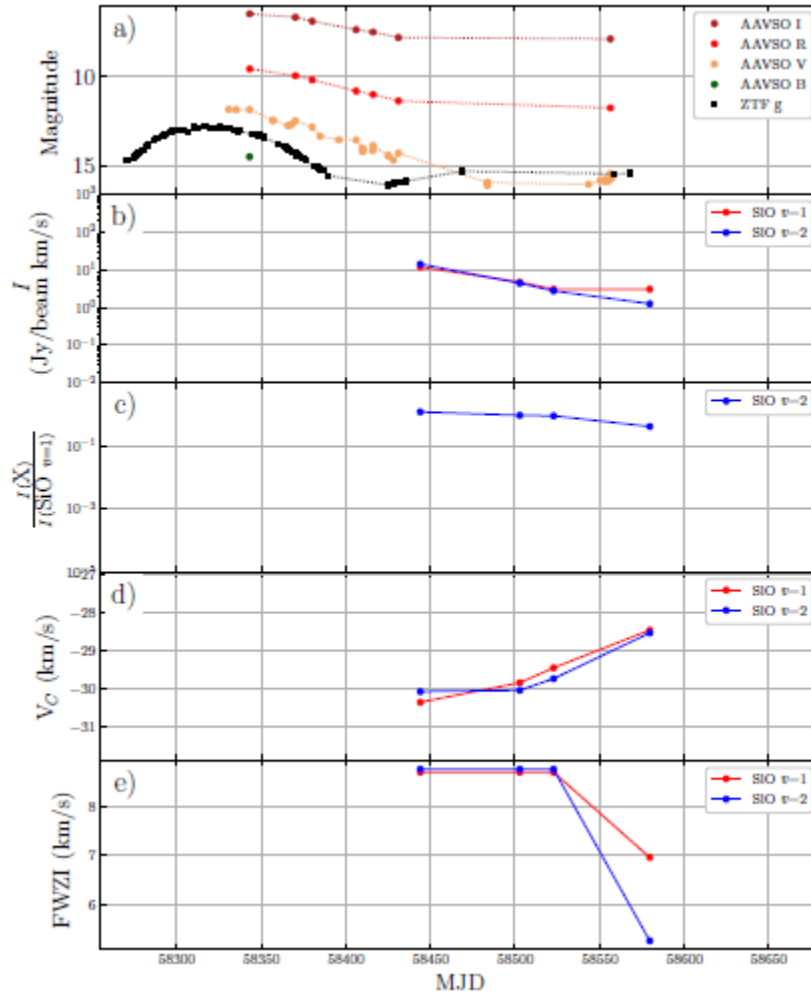 a)
AAVSO I
AAVSO R
AAVSO V
AAVSO B
ZTF g
Magnitude
10
15
b)
SiO v=1
SiO v=2
I
(Jy/beam km/s)
10³
10²
10¹
10⁰
10⁻¹
10⁻²
c)
SiO v=2
I(X)
I(SiO v=1)
10⁻¹
10⁻³
d)
SiO v=1
SiO v=2
V_C (km/s)
−27
−28
−29
−30
−31
e)
SiO v=1
SiO v=2
FWZI (km/s)
8
7
6
58300 58350 58400 58450 58500 58550 58600 58650
MJD